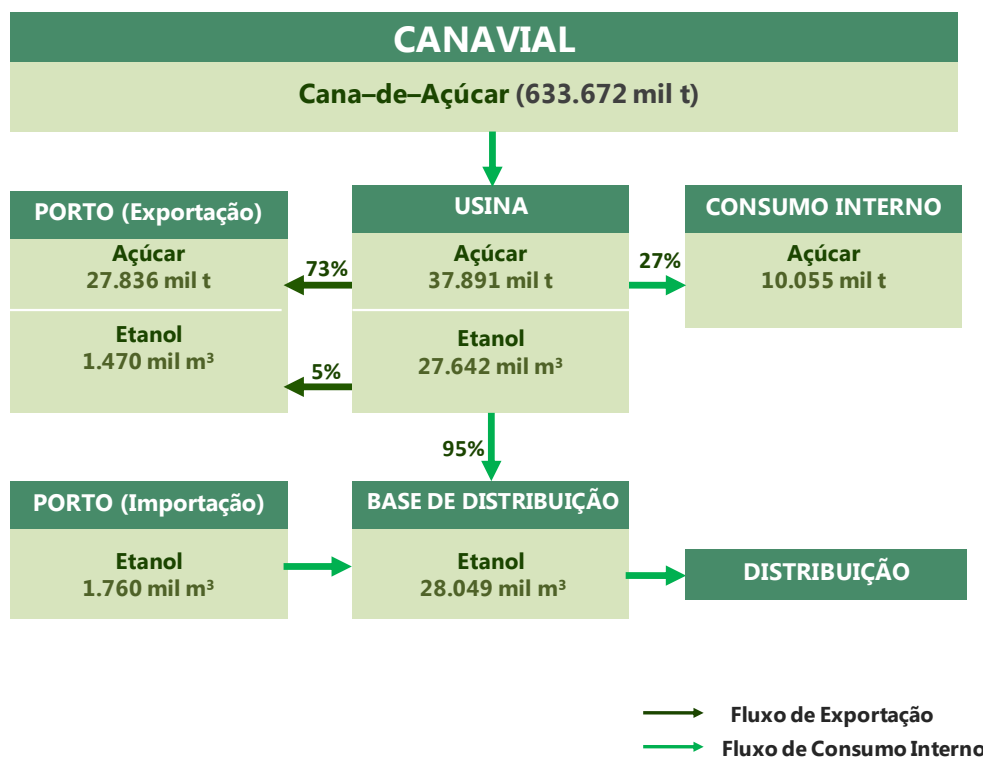 CANAVIAL
Cana–de–Açúcar (633.672 mil t)
PORTO (Exportação)
Açúcar
27.836 mil t
Etanol
1.470 mil m³
73%
5%
USINA
Açúcar
37.891 mil t
Etanol
27.642 mil m³
27%
CONSUMO INTERNO
Açúcar
10.055 mil t
95%
PORTO (Importação)
Etanol
1.760 mil m³
BASE DE DISTRIBUIÇÃO
Etanol
28.049 mil m³
DISTRIBUIÇÃO
Fluxo de Exportação
Fluxo de Consumo Interno